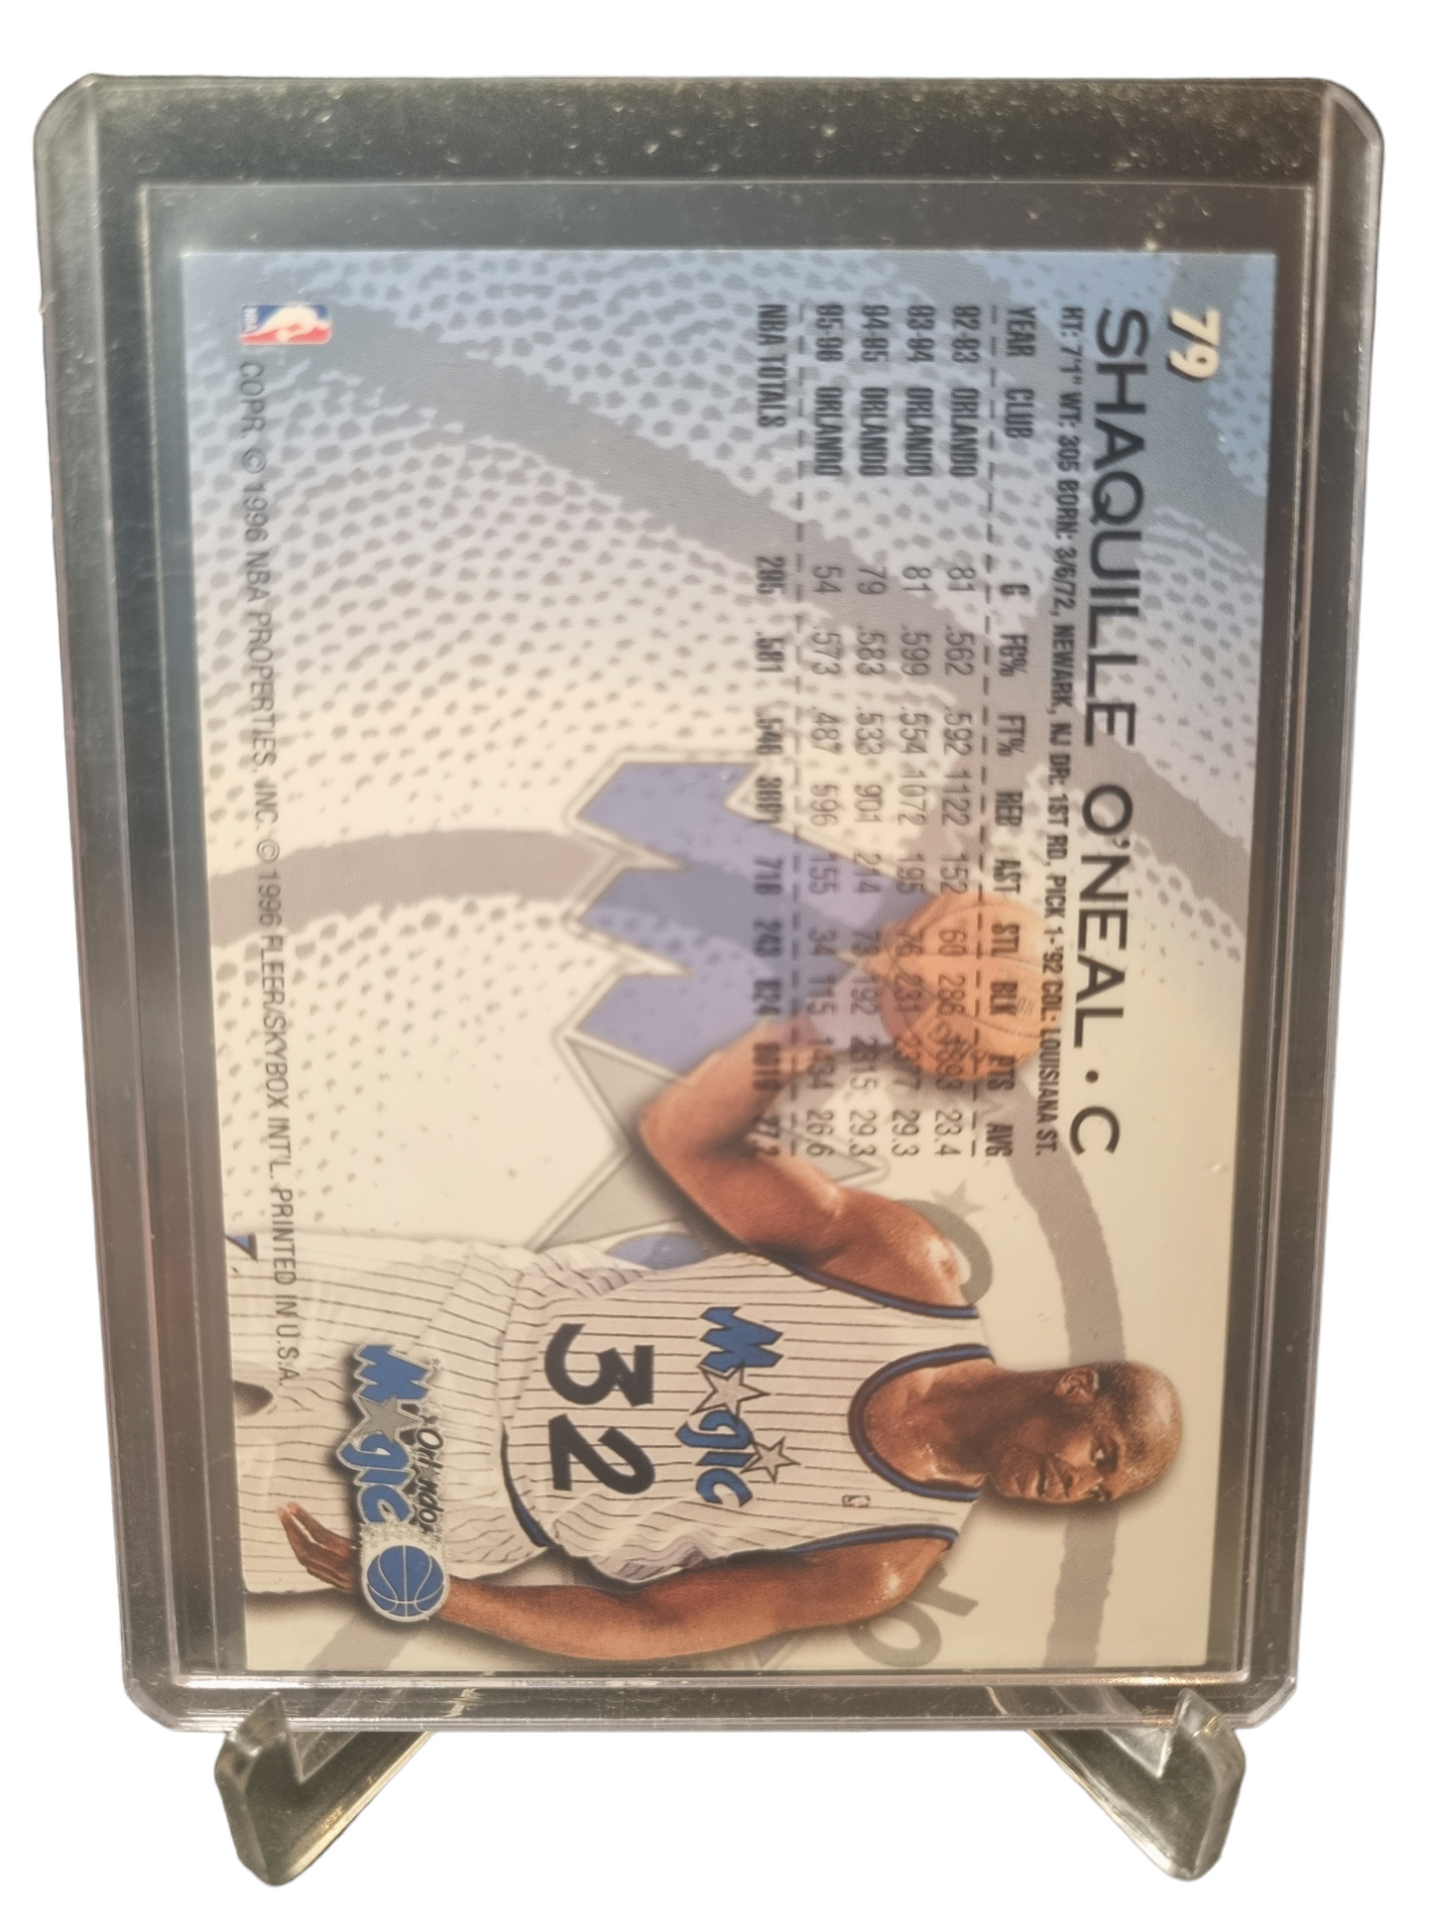 79
SHAQUILLE O'NEAL • C
HT: 7'1" WT: 305 BORN: 3/6/72, NEWARK, NJ DR: 1ST RD, PICK 1-'92 COL: LOUISIANA ST.
YEAR CLUB G FG% FT% REB AST STL BLK PTS AVG
92-93 ORLANDO 81 .562 .592 1122 152 60 286 1893 23.4
93-94 ORLANDO 81 .599 .554 1072 195 76 231 2377 29.3
94-95 ORLANDO 79 .583 .533 901 214 73 192 2315 29.3
95-96 ORLANDO 54 .573 .487 596 155 34 115 1434 26.6
NBA TOTALS 295 .581 .546 3691 716 243 824 8019 27.2
Magic
32
Orlando
Magic
COPR. © 1996 NBA PROPERTIES, INC. © 1996 FLEER/SKYBOX INT'L. PRINTED IN U.S.A.